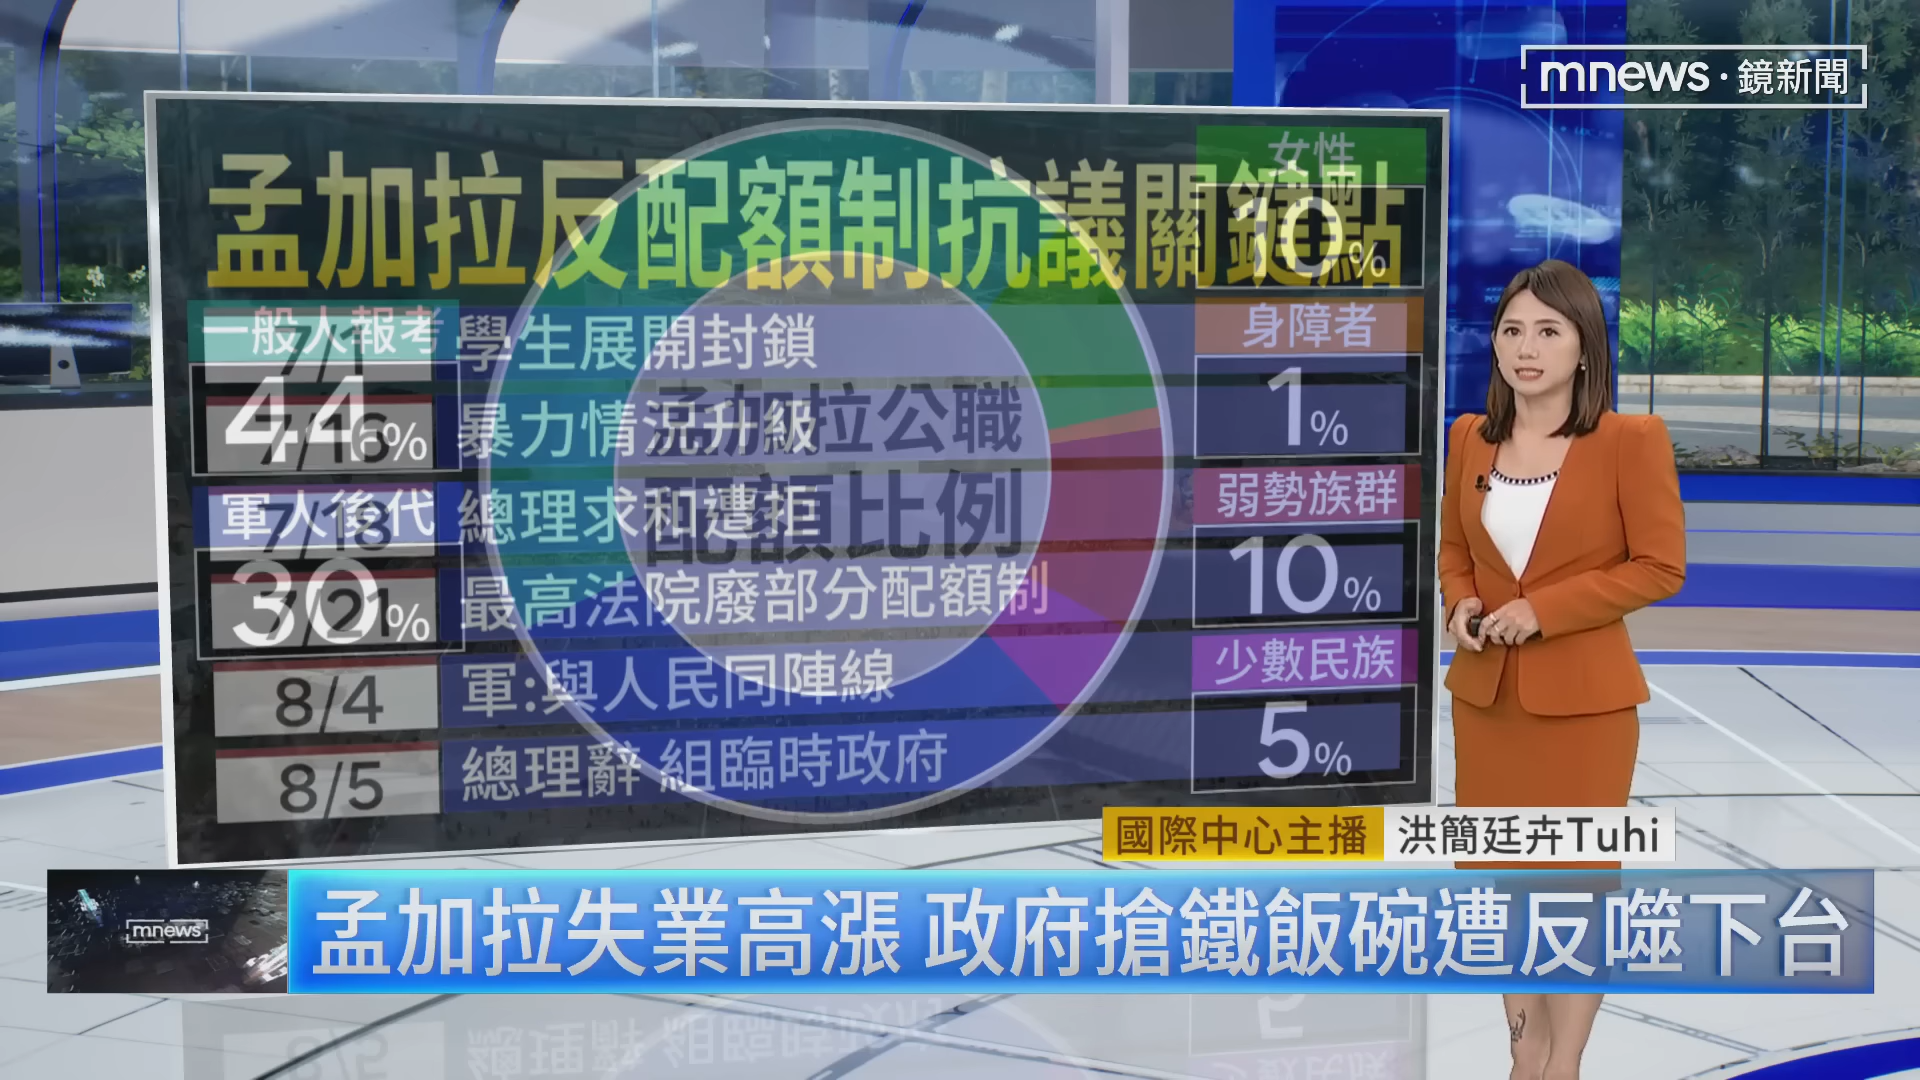 mnews·鏡新聞
孟加拉反配額制抗議關鍵點
7/1 學生展開封鎖
7/16 暴力情況升級
7/18 總理求和遭拒
7/21 最高法院廢部分配額制
8/4 軍:與人民同陣線
8/5 總理辭 組臨時政府
孟加拉公職
配額比例
一般人報考
44%
軍人後代
30%
女性
10%
身障者
1%
弱勢族群
10%
少數民族
5%
國際中心主播 洪簡廷卉Tuhi
mnews
孟加拉失業高漲 政府搶鐵飯碗遭反噬下台